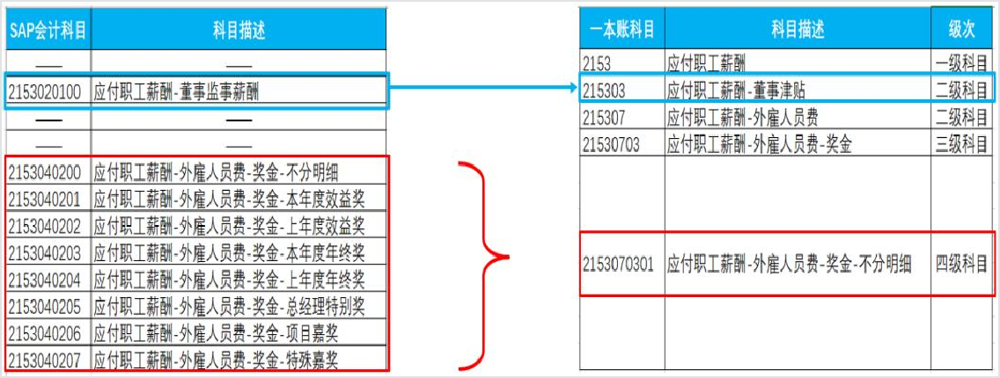 SAP会计科目 科目描述
—— ——
2153020100 应付职工薪酬-董事监事薪酬
—— ——
—— ——
2153040200 应付职工薪酬-外雇人员费-奖金-不分明细
2153040201 应付职工薪酬-外雇人员费-奖金-本年度效益奖
2153040202 应付职工薪酬-外雇人员费-奖金-上年度效益奖
2153040203 应付职工薪酬-外雇人员费-奖金-本年度年终奖
2153040204 应付职工薪酬-外雇人员费-奖金-上年度年终奖
2153040205 应付职工薪酬-外雇人员费-奖金-总经理特别奖
2153040206 应付职工薪酬-外雇人员费-奖金-项目嘉奖
2153040207 应付职工薪酬-外雇人员费-奖金-特殊嘉奖
一本账科目 科目描述 级次
2153 应付职工薪酬 一级科目
215303 应付职工薪酬-董事津贴 二级科目
215307 应付职工薪酬-外雇人员费 二级科目
21530703 应付职工薪酬-外雇人员费-奖金 三级科目
2153070301 应付职工薪酬-外雇人员费-奖金-不分明细 四级科目